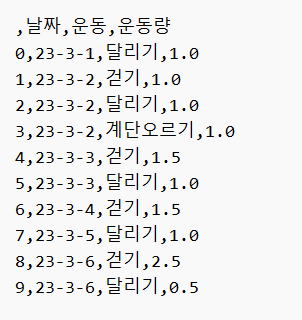 ,날짜,운동,운동량
0,23-3-1,달리기,1.0
1,23-3-2,걷기,1.0
2,23-3-2,달리기,1.0
3,23-3-2,계단오르기,1.0
4,23-3-3,걷기,1.5
5,23-3-3,달리기,1.0
6,23-3-4,걷기,1.5
7,23-3-5,달리기,1.0
8,23-3-6,걷기,2.5
9,23-3-6,달리기,0.5